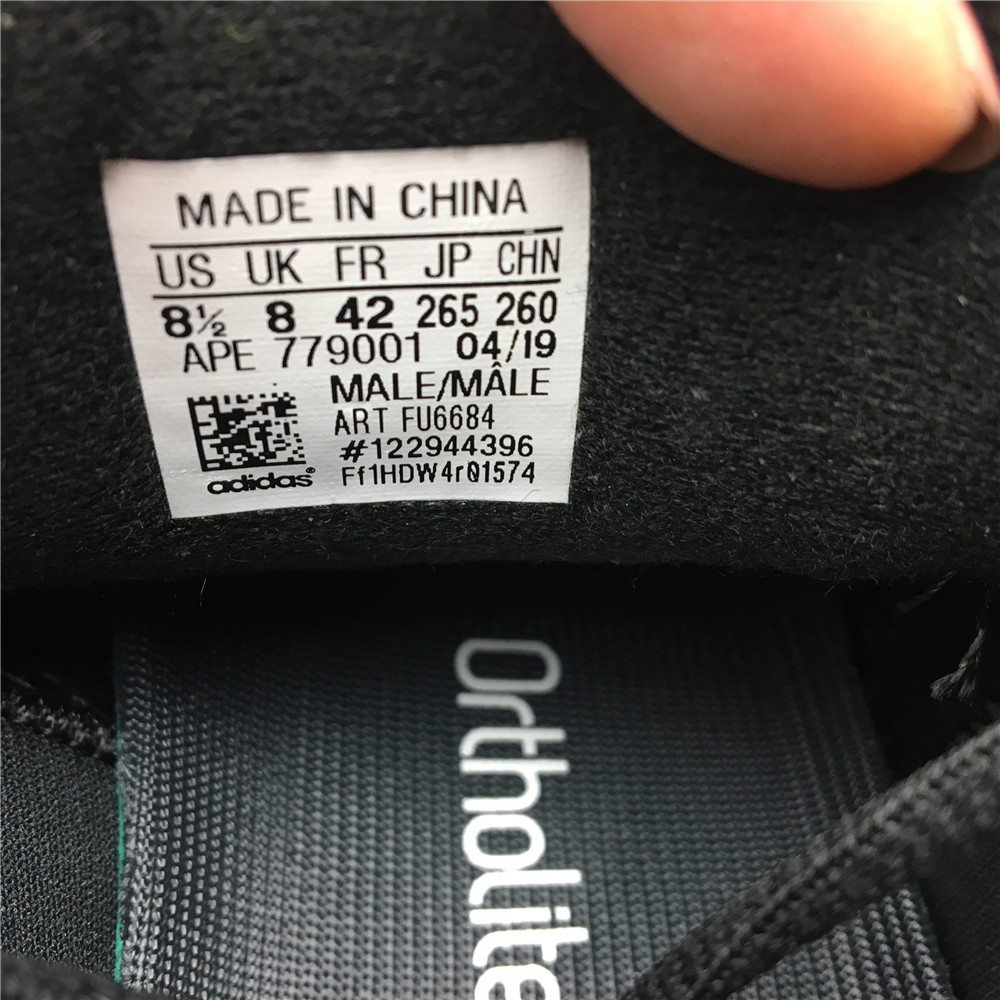 MADE IN CHINA
US UK FR JP CHN
8½ 8 42 265 260
APE 779001 04/19
MALE/MÂLE
ART FU6684
#122944396
Ff1HDW4r01574
adidas®
Ortholite